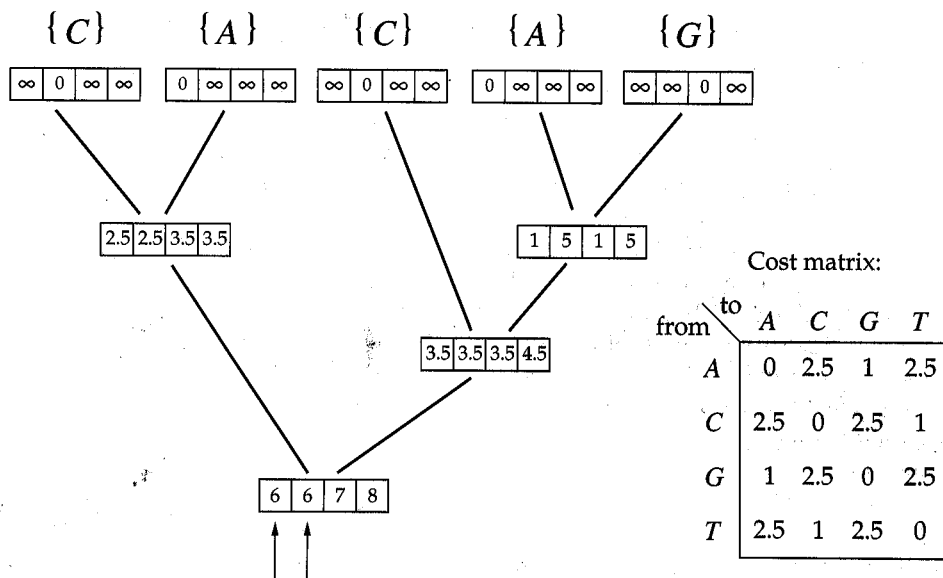 {C} {A} {C} {A} {G}
∞ 0 ∞ ∞ 0 ∞ ∞ ∞ ∞ 0 ∞ ∞ 0 ∞ ∞ ∞ ∞ ∞ 0 ∞
2.5 2.5 3.5 3.5 1 5 1 5
Cost matrix:
to
from A C G T
3.5 3.5 3.5 4.5
A 0 2.5 1 2.5
C 2.5 0 2.5 1
6 6 7 8
G 1 2.5 0 2.5
T 2.5 1 2.5 0